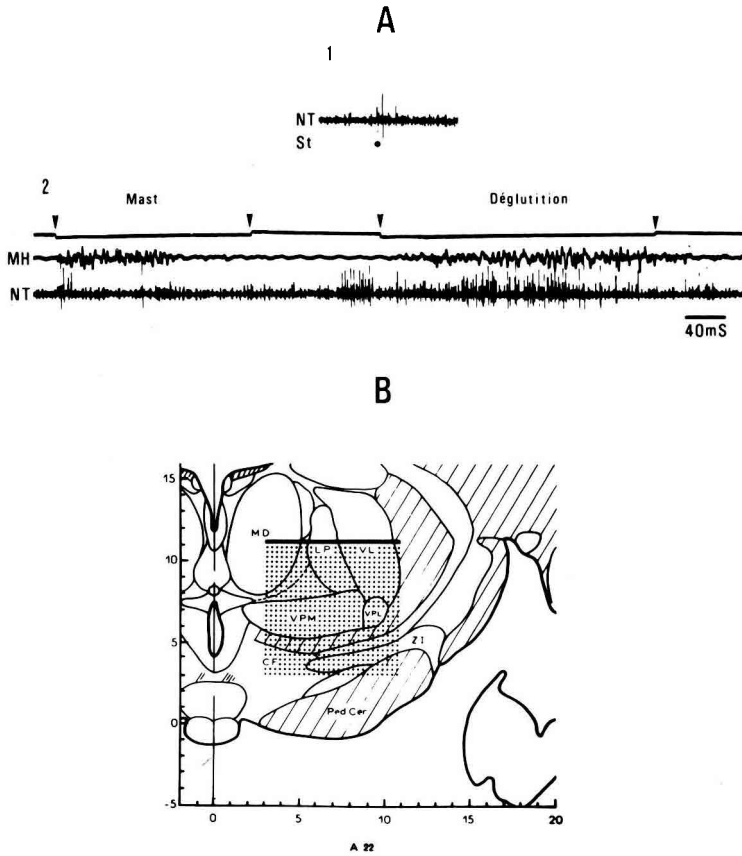 A
1
NT
St
2
Mast
Déglutition
MH
NT
40mS
B
15
MD
LP
VL
10
VPM
VPL
5
ZI
CF
Ped Cer
0
-5
0
5
10
15
20
A 22